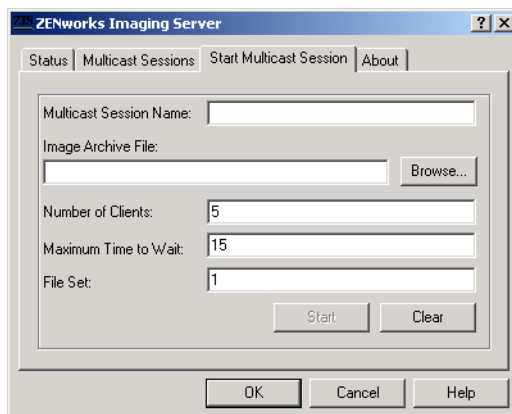 ZENworks Imaging Server
Status Multicast Sessions Start Multicast Session About
Multicast Session Name:
Image Archive File:
Browse...
Number of Clients: 5
Maximum Time to Wait: 15
File Set: 1
Start Clear
OK Cancel Help